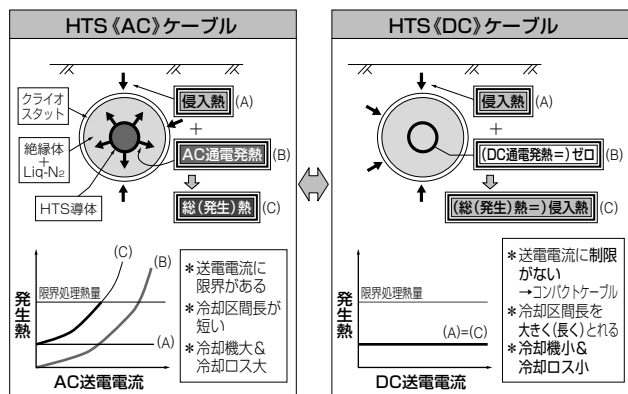 HTS《AC》ケーブル
クライオ
スタット
絶縁体
+
Liq-N₂
HTS導体
侵入熱 (A)
+
AC通電発熱 (B)
総(発生)熱 (C)
発生熱
限界処理熱量
(C)
(B)
(A)
AC送電電流
*送電電流に
限界がある
*冷却区間長が
短い
*冷却機大&
冷却ロス大
HTS《DC》ケーブル
侵入熱 (A)
+
(DC通電発熱=)ゼロ (B)
(総(発生)熱=)侵入熱 (C)
発生熱
限界処理熱量
(A)=(C)
DC送電電流
*送電電流に制限
がない
→コンパクトケーブル
*冷却区間長を
大きく(長く)とれる
*冷却機小&
冷却ロス小